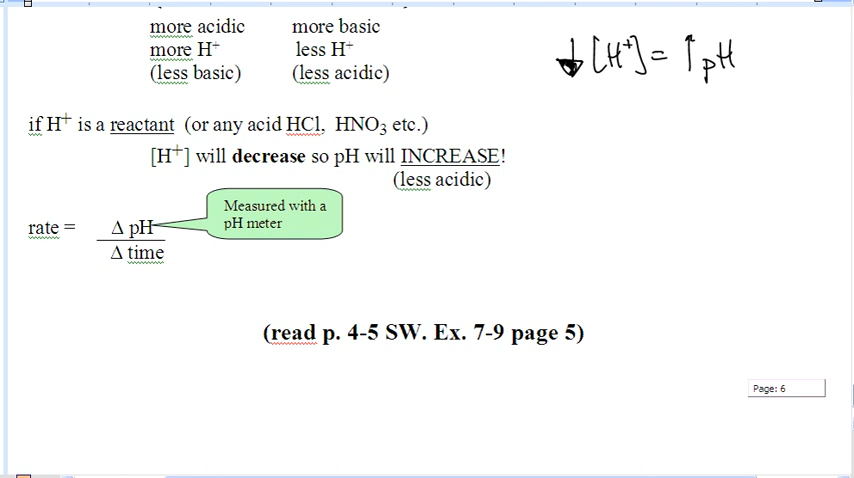 more acidic more basic
↓ [H⁺] = ↑ pH
more H⁺ less H⁺
(less basic) (less acidic)
if H⁺ is a reactant (or any acid HCl, HNO₃ etc.)
[H⁺] will decrease so pH will INCREASE!
(less acidic)
Measured with a
pH meter
rate = Δ pH
Δ time
(read p. 4-5 SW. Ex. 7-9 page 5)
Page: 6